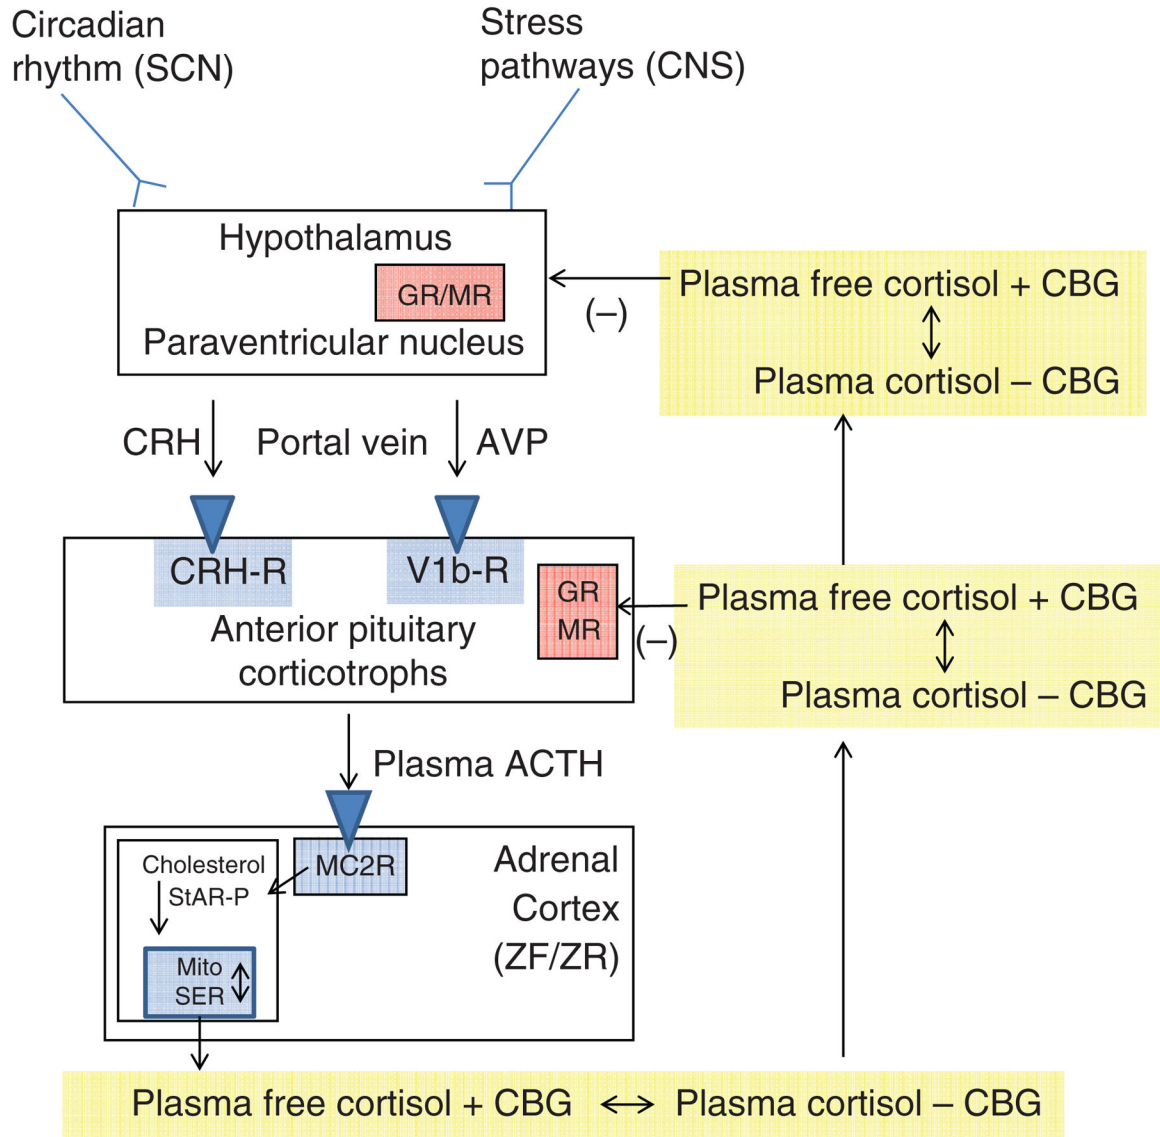 Circadian
rhythm (SCN)
Stress
pathways (CNS)
Hypothalamus
GR/MR
Paraventricular nucleus
(–)
Plasma free cortisol + CBG
Plasma cortisol – CBG
CRH
Portal vein
AVP
CRH-R
V1b-R
GR
MR
Anterior pituitary
corticotrophs
(–)
Plasma free cortisol + CBG
Plasma cortisol – CBG
Plasma ACTH
Cholesterol
StAR-P
MC2R
Mito
SER
Adrenal
Cortex
(ZF/ZR)
Plasma free cortisol + CBG
Plasma cortisol – CBG